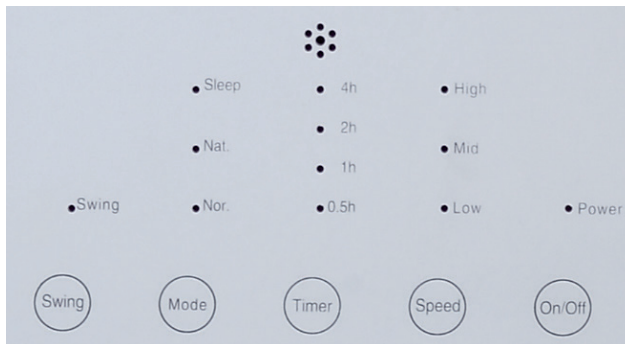 Sleep 4h High
2h
Nat. Mid
1h
Swing Nor. 0.5h Low Power
Swing Mode Timer Speed On/Off